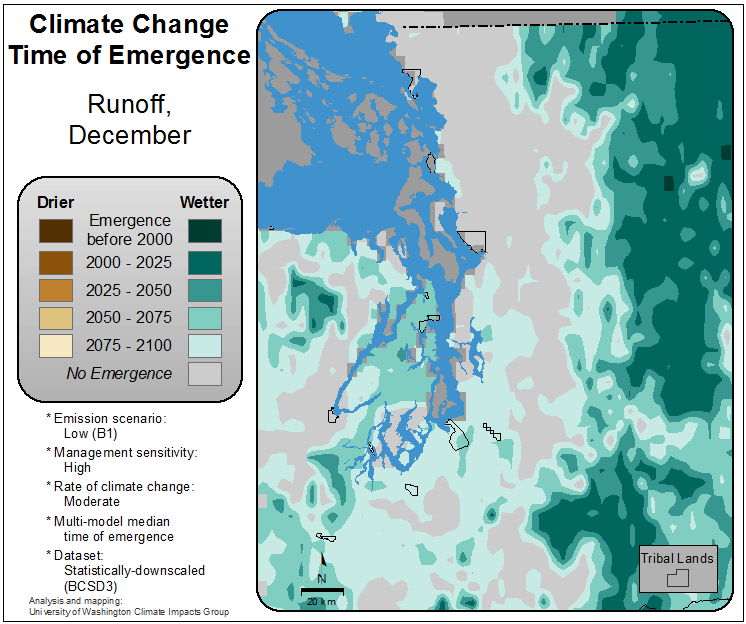 Climate Change
Time of Emergence
Runoff,
December
Drier
Wetter
Emergence
before 2000
2000 - 2025
2025 - 2050
2050 - 2075
2075 - 2100
No Emergence
* Emission scenario:
Low (B1)
* Management sensitivity:
High
* Rate of climate change:
Moderate
* Multi-model median
time of emergence
* Dataset:
Statistically-downscaled
(BCSD3)
Analysis and mapping:
University of Washington Climate Impacts Group
N
20 km
Tribal Lands